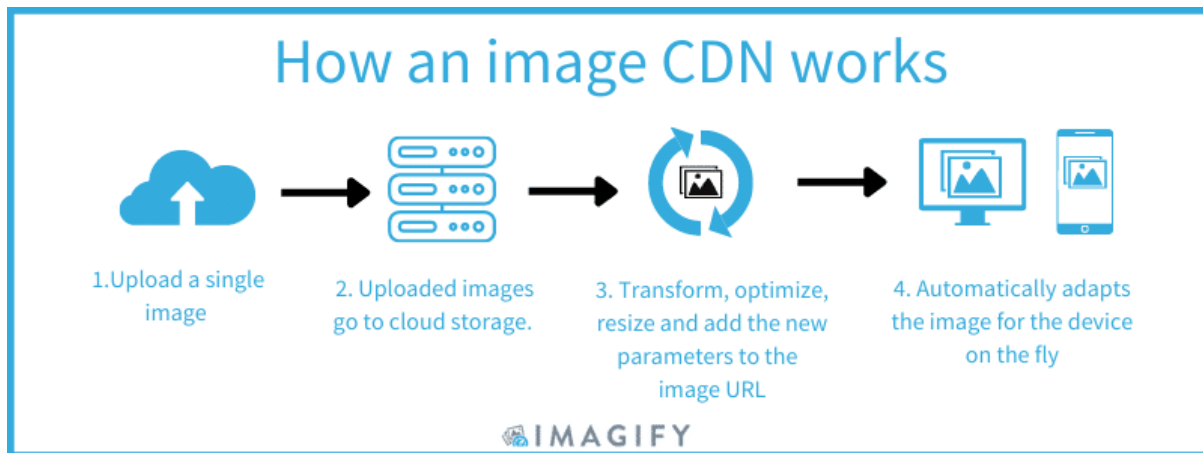 How an image CDN works
1.Upload a single
image
2. Uploaded images
go to cloud storage.
3. Transform, optimize,
resize and add the new
parameters to the
image URL
4. Automatically adapts
the image for the device
on the fly
IMAGIFY